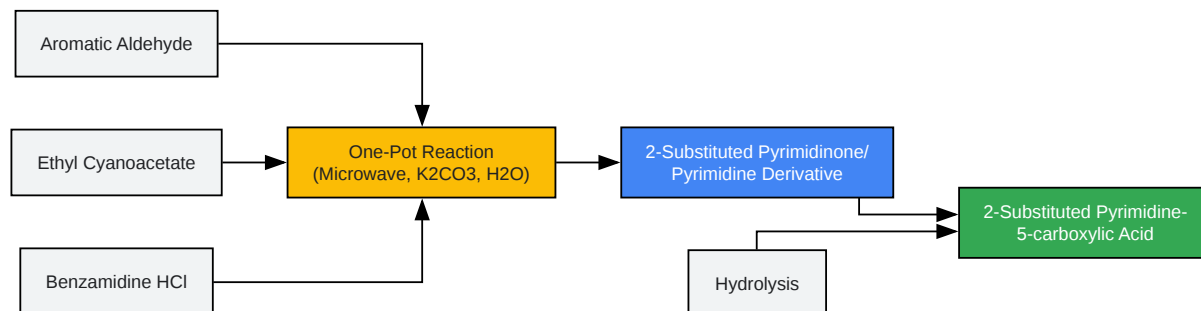 Aromatic Aldehyde
Ethyl Cyanoacetate
Benzamidine HCl
One-Pot Reaction
(Microwave, K2CO3, H2O)
2-Substituted Pyrimidinone/
Pyrimidine Derivative
Hydrolysis
2-Substituted Pyrimidine-
5-carboxylic Acid